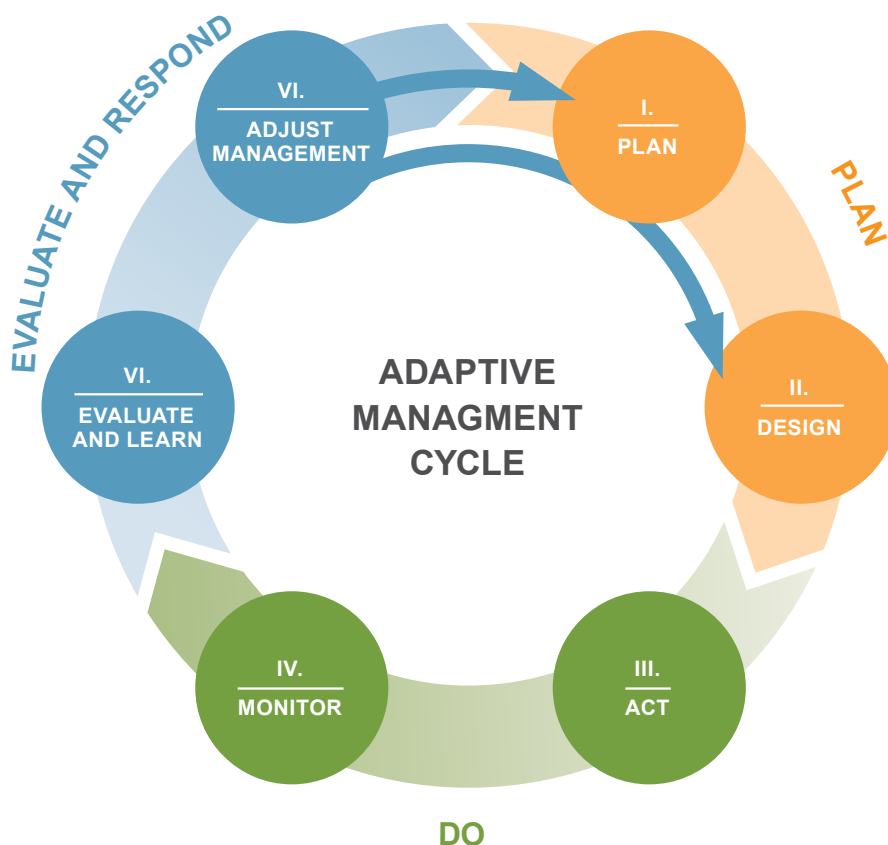 ADAPTIVE
MANAGMENT
CYCLE
PLAN
I.
PLAN
II.
DESIGN
DO
III.
ACT
IV.
MONITOR
EVALUATE AND RESPOND
VI.
EVALUATE
AND LEARN
VI.
ADJUST
MANAGEMENT